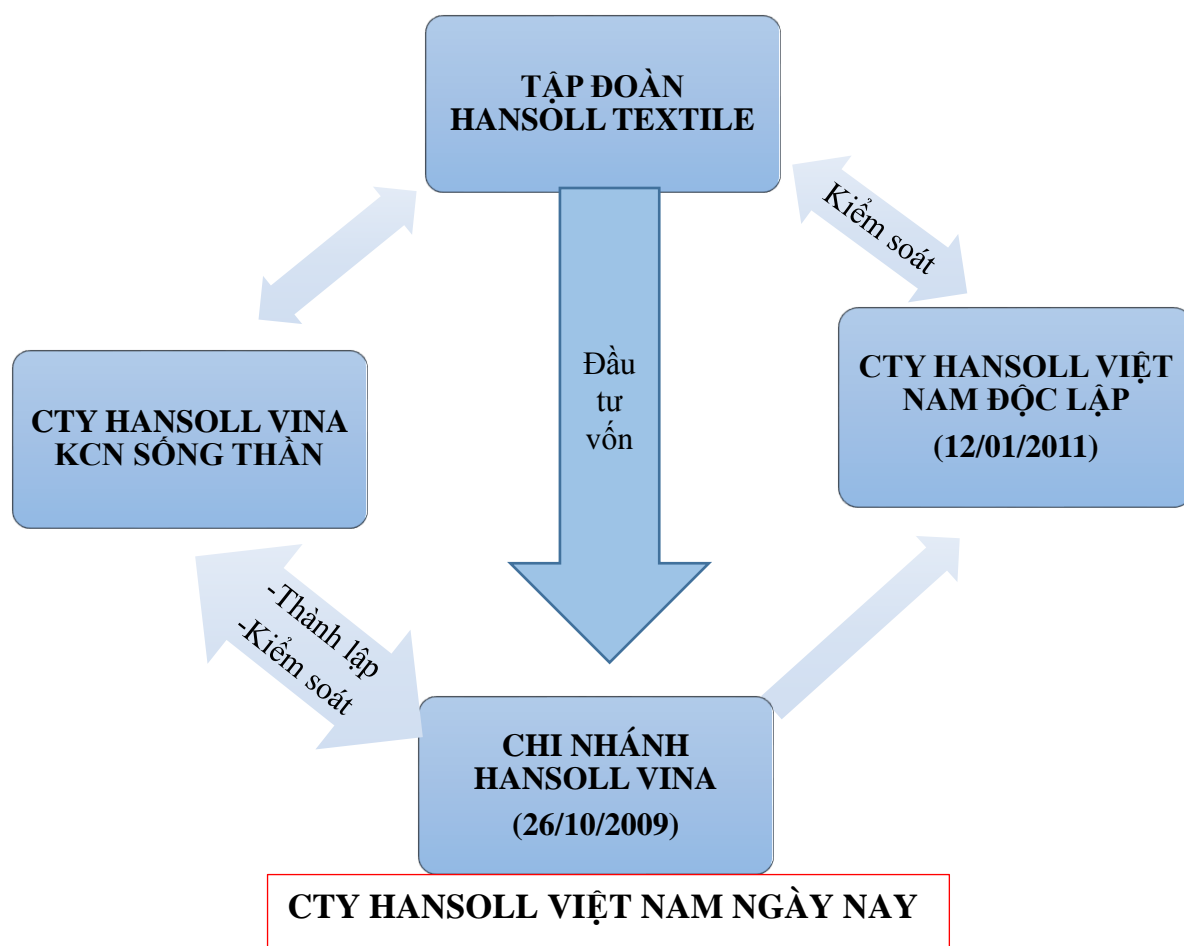 TẬP ĐOÀN
HANSOLL TEXTILE
Kiểm soát
Đầu
tư
vốn
CTY HANSOLL VINA
KCN SỐNG THẦN
CTY HANSOLL VIỆT
NAM ĐỘC LẬP
(12/01/2011)
-Thành lập
-Kiểm soát
CHI NHÁNH
HANSOLL VINA
(26/10/2009)
CTY HANSOLL VIỆT NAM NGÀY NAY